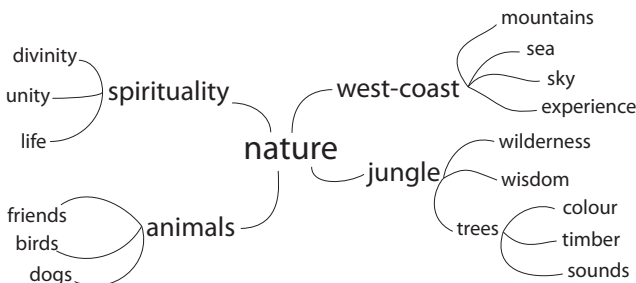 mountains
sea
sky
experience
west-coast
divinity
unity
life
spirituality
nature
jungle
wilderness
wisdom
trees
colour
timber
sounds
animals
friends
birds
dogs